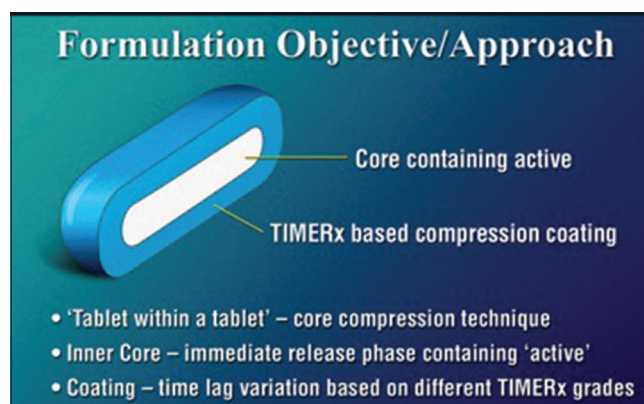 Formulation Objective/Approach
Core containing active
TIMERx based compression coating
• ‘Tablet within a tablet’ – core compression technique
• Inner Core – immediate release phase containing ‘active’
• Coating – time lag variation based on different TIMERx grades